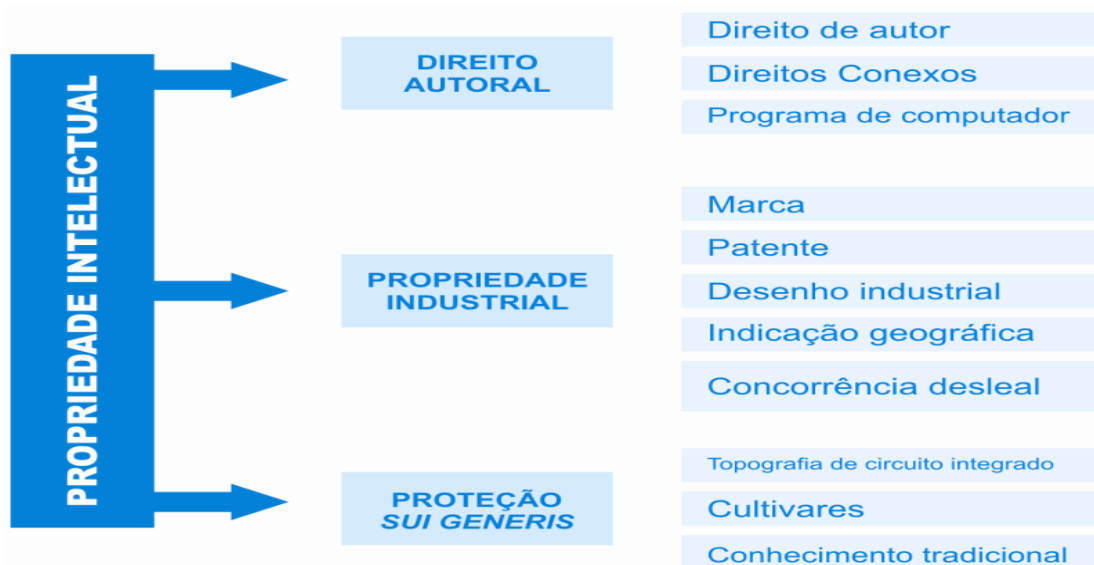 PROPRIEDADE INTELECTUAL
DIREITO
AUTORAL
Direito de autor
Direitos Conexos
Programa de computador
PROPRIEDADE
INDUSTRIAL
Marca
Patente
Desenho industrial
Indicação geográfica
Concorrência desleal
PROTEÇÃO
SUI GENERIS
Topografia de circuito integrado
Cultivares
Conhecimento tradicional